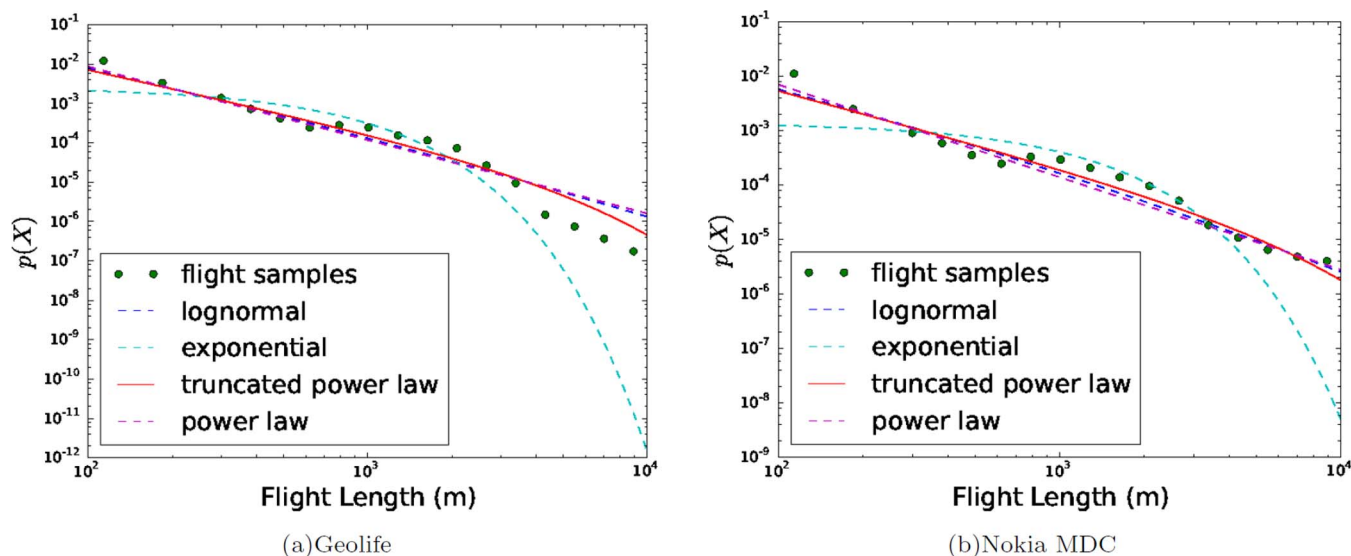 10^-1
10^-2
10^-3
10^-4
10^-5
10^-6
10^-7
10^-8
10^-9
10^-10
10^-11
10^-12
p(X)
flight samples
lognormal
exponential
truncated power law
power law
10^2 10^3 10^4
Flight Length (m)
(a)Geolife
10^-1
10^-2
10^-3
10^-4
10^-5
10^-6
10^-7
10^-8
10^-9
p(X)
flight samples
lognormal
exponential
truncated power law
power law
10^2 10^3 10^4
Flight Length (m)
(b)Nokia MDC